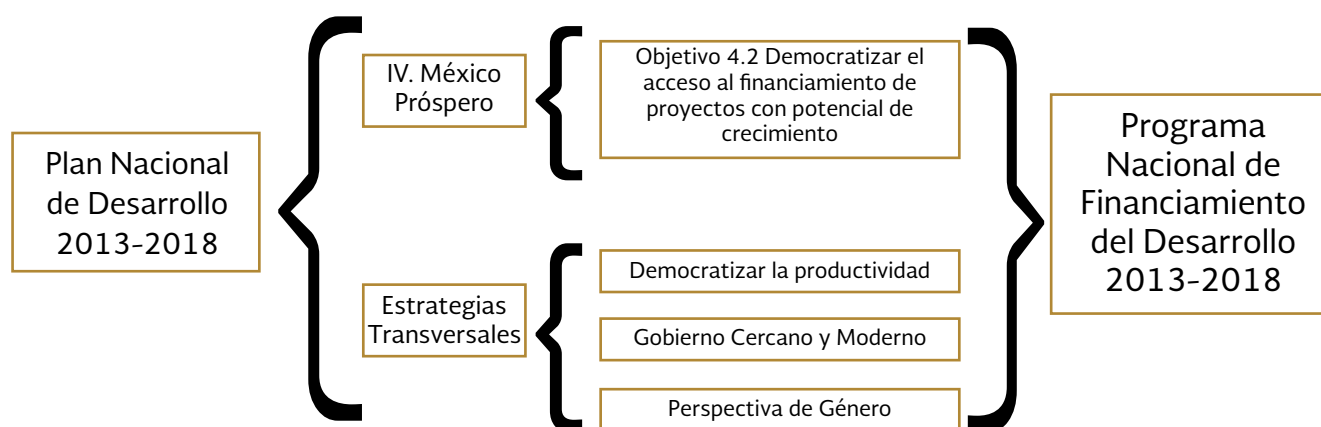 Plan Nacional
de Desarrollo
2013-2018
IV. México
Próspero
Objetivo 4.2 Democratizar el
acceso al financiamiento de
proyectos con potencial de
crecimiento
Estrategias
Transversales
Democratizar la productividad
Gobierno Cercano y Moderno
Perspectiva de Género
Programa
Nacional de
Financiamiento
del Desarrollo
2013-2018